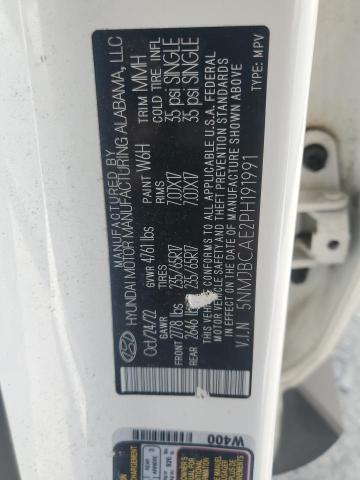 MANUFACTURED BY
HYUNDAI MOTOR MANUFACTURING ALABAMA, LLC
Oct/24/22 GVWR 4761 lbs PAINT W6H TRIM MMH
GAWR TIRES RIMS COLD TIRE INFL
FRONT 2778 lbs 235/65R17 7.0JX17 35 psi SINGLE
REAR 2646 lbs 235/65R17 7.0JX17 35 psi SINGLE
THIS VEHICLE CONFORMS TO ALL APPLICABLE U.S.A. FEDERAL
MOTOR VEHICLE SAFETY AND
STANDARDS IN EFFECT ON THE DATE OF MANUFACTURE SHOWN ABOVE
V.I.N 5NMJBCAE2PH191991 TYPE: MPV
W400